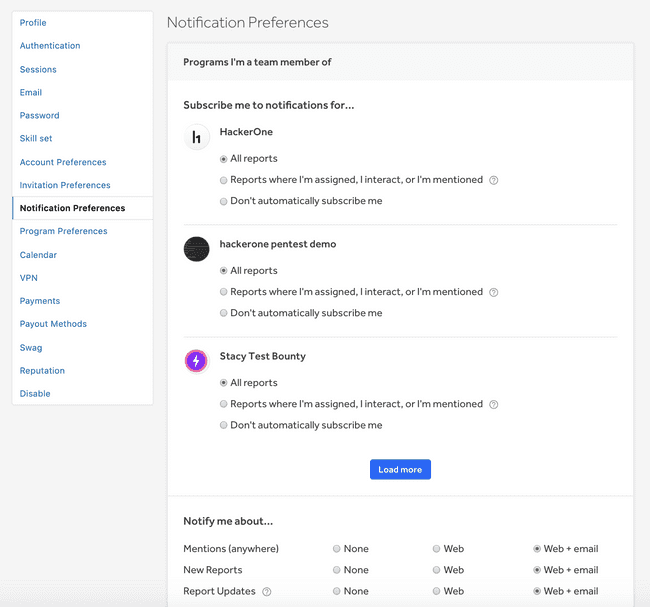 Notification Preferences
Profile
Authentication
Sessions
Email
Password
Skill set
Account Preferences
Invitation Preferences
Notification Preferences
Program Preferences
Calendar
VPN
Payments
Payout Methods
Swag
Reputation
Disable
Programs I'm a team member of
Subscribe me to notifications for...
HackerOne
All reports
Reports where I'm assigned, I interact, or I'm mentioned ?
Don't automatically subscribe me
hackerone pentest demo
All reports
Reports where I'm assigned, I interact, or I'm mentioned ?
Don't automatically subscribe me
Stacy Test Bounty
All reports
Reports where I'm assigned, I interact, or I'm mentioned ?
Don't automatically subscribe me
Load more
Notify me about...
Mentions (anywhere) None Web Web + email
New Reports None Web Web + email
Report Updates ? None Web Web + email